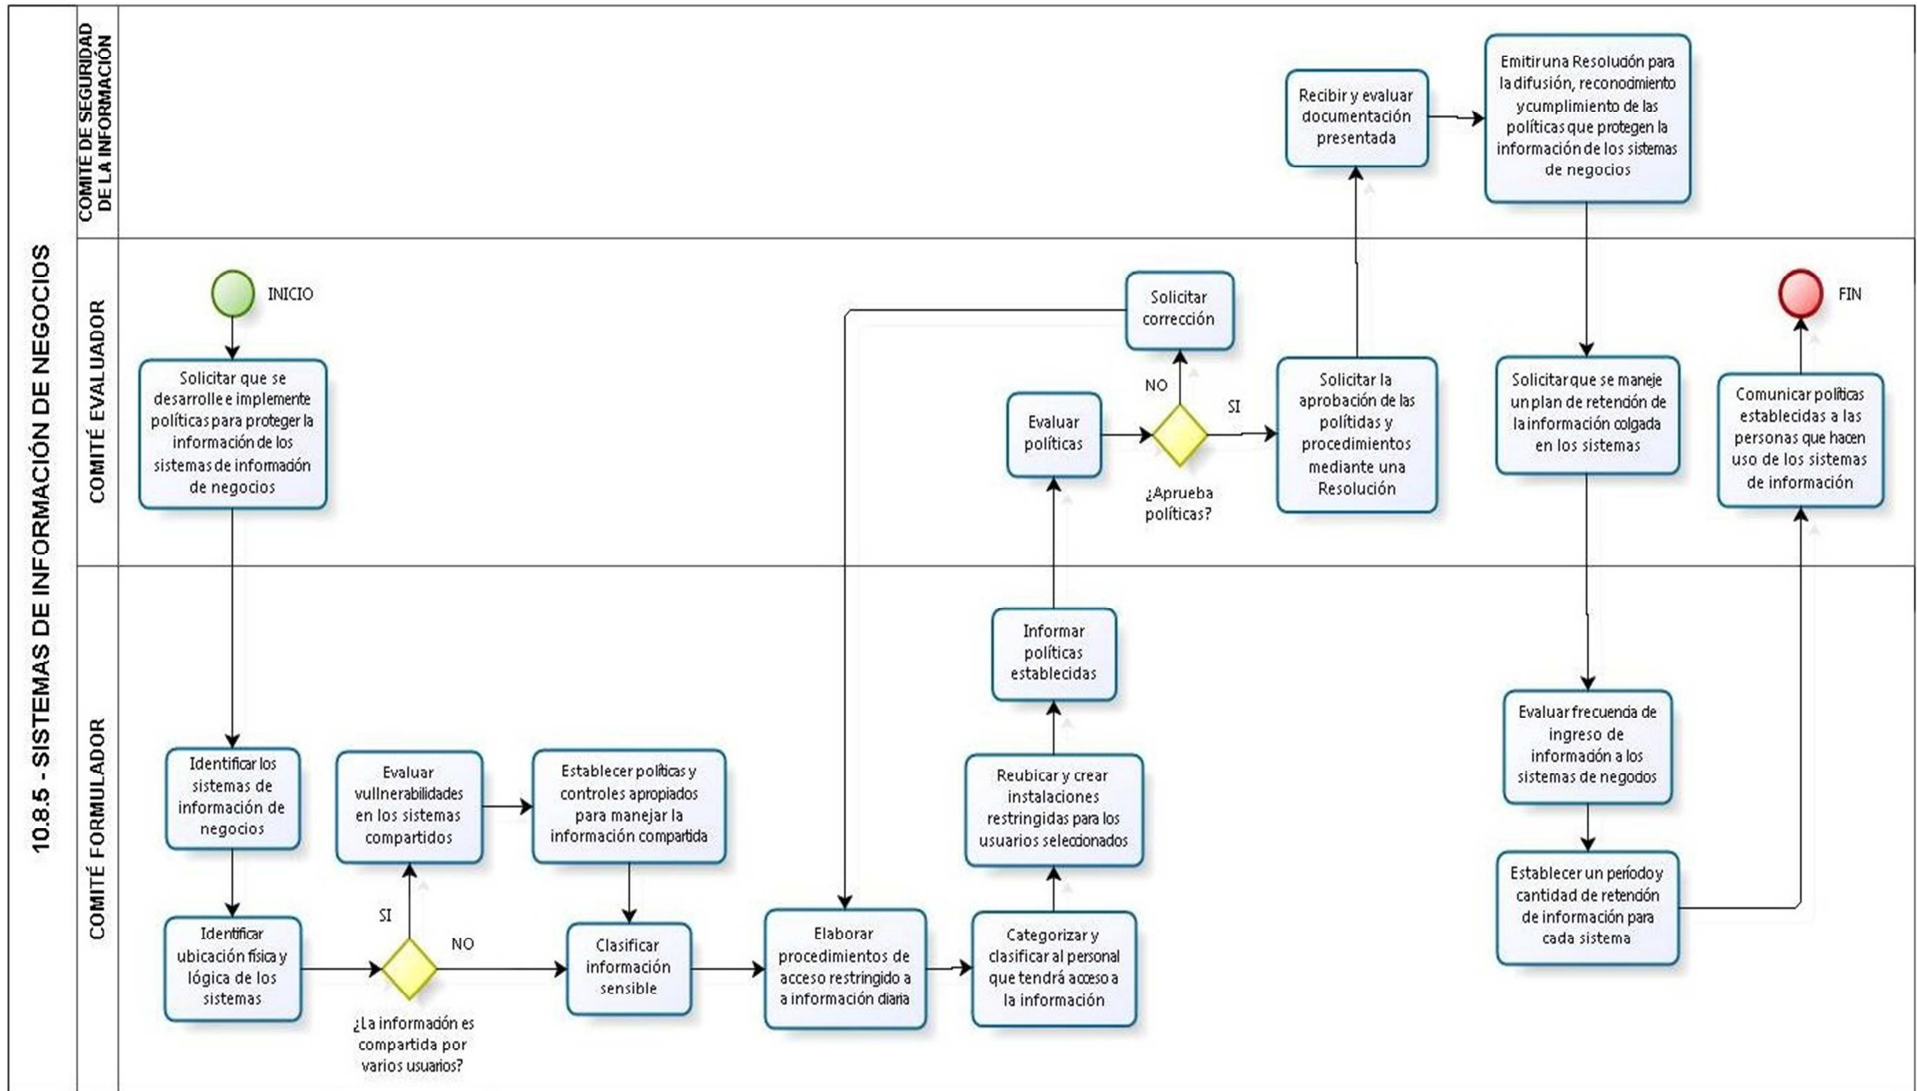 10.8.5 - SISTEMAS DE INFORMACIÓN DE NEGOCIOS
COMITE DE SEGURIDAD
DE LA INFORMACIÓN
Recibir y evaluar
documentación
presentada
Emitir una Resolución para
la difusión, reconocimiento
y cumplimiento de las
políticas que protegen la
información de los sistemas
de negocios
COMITÉ EVALUADOR
INICIO
Solicitar que se
desarrolle e implemente
políticas para proteger la
información de los
sistemas de información
de negocios
Solicitar
corrección
NO
Evaluar
políticas
SI
¿Aprueba
políticas?
Solicitar la
aprobación de las
polítidas y
procedimientos
mediante una
Resolución
Solicitar que se maneje
un plan de retención de
la información colgada
en los sistemas
FIN
Comunicar políticas
establecidas a las
personas que hacen
uso de los sistemas
de información
COMITÉ FORMULADOR
Identificar los
sistemas de
información de
negocios
Identificar
ubicación física y
lógica de los
sistemas
SI
NO
¿La información es
compartida por
varios usuarios?
Evaluar
vullnerabilidades
en los sistemas
compartidos
Establecer políticas y
controles apropiados
para manejar la
información compartida
Clasificar
información
sensible
Elaborar
procedimientos de
acceso restringido a
a información diaria
Categorizar y
clasificar al personal
que tendrá acceso a
la información
Reubicar y crear
instalaciones
restringidas para los
usuarios seleccionados
Informar
políticas
establecidas
Evaluar frecuencia de
ingreso de
información a los
sistemas de negocios
Establecer un período y
cantidad de retención
de información para
cada sistema